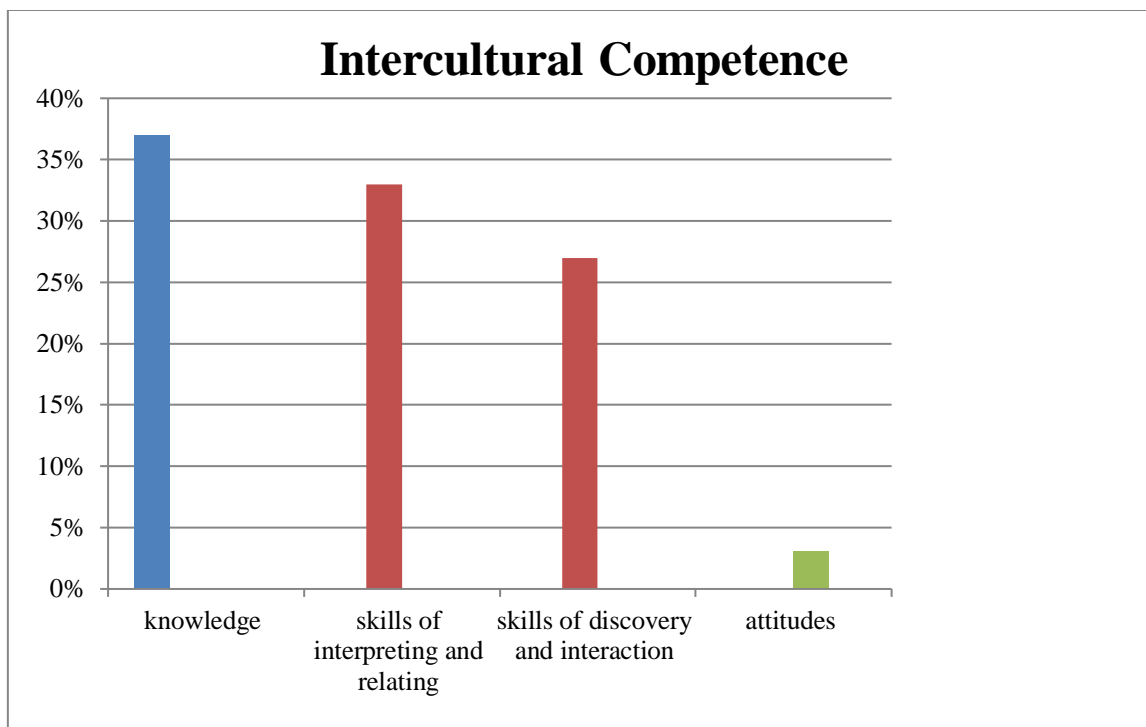 Intercultural Competence
40%
35%
30%
25%
20%
15%
10%
5%
0%
knowledge
skills of
interpreting and
relating
skills of discovery
and interaction
attitudes